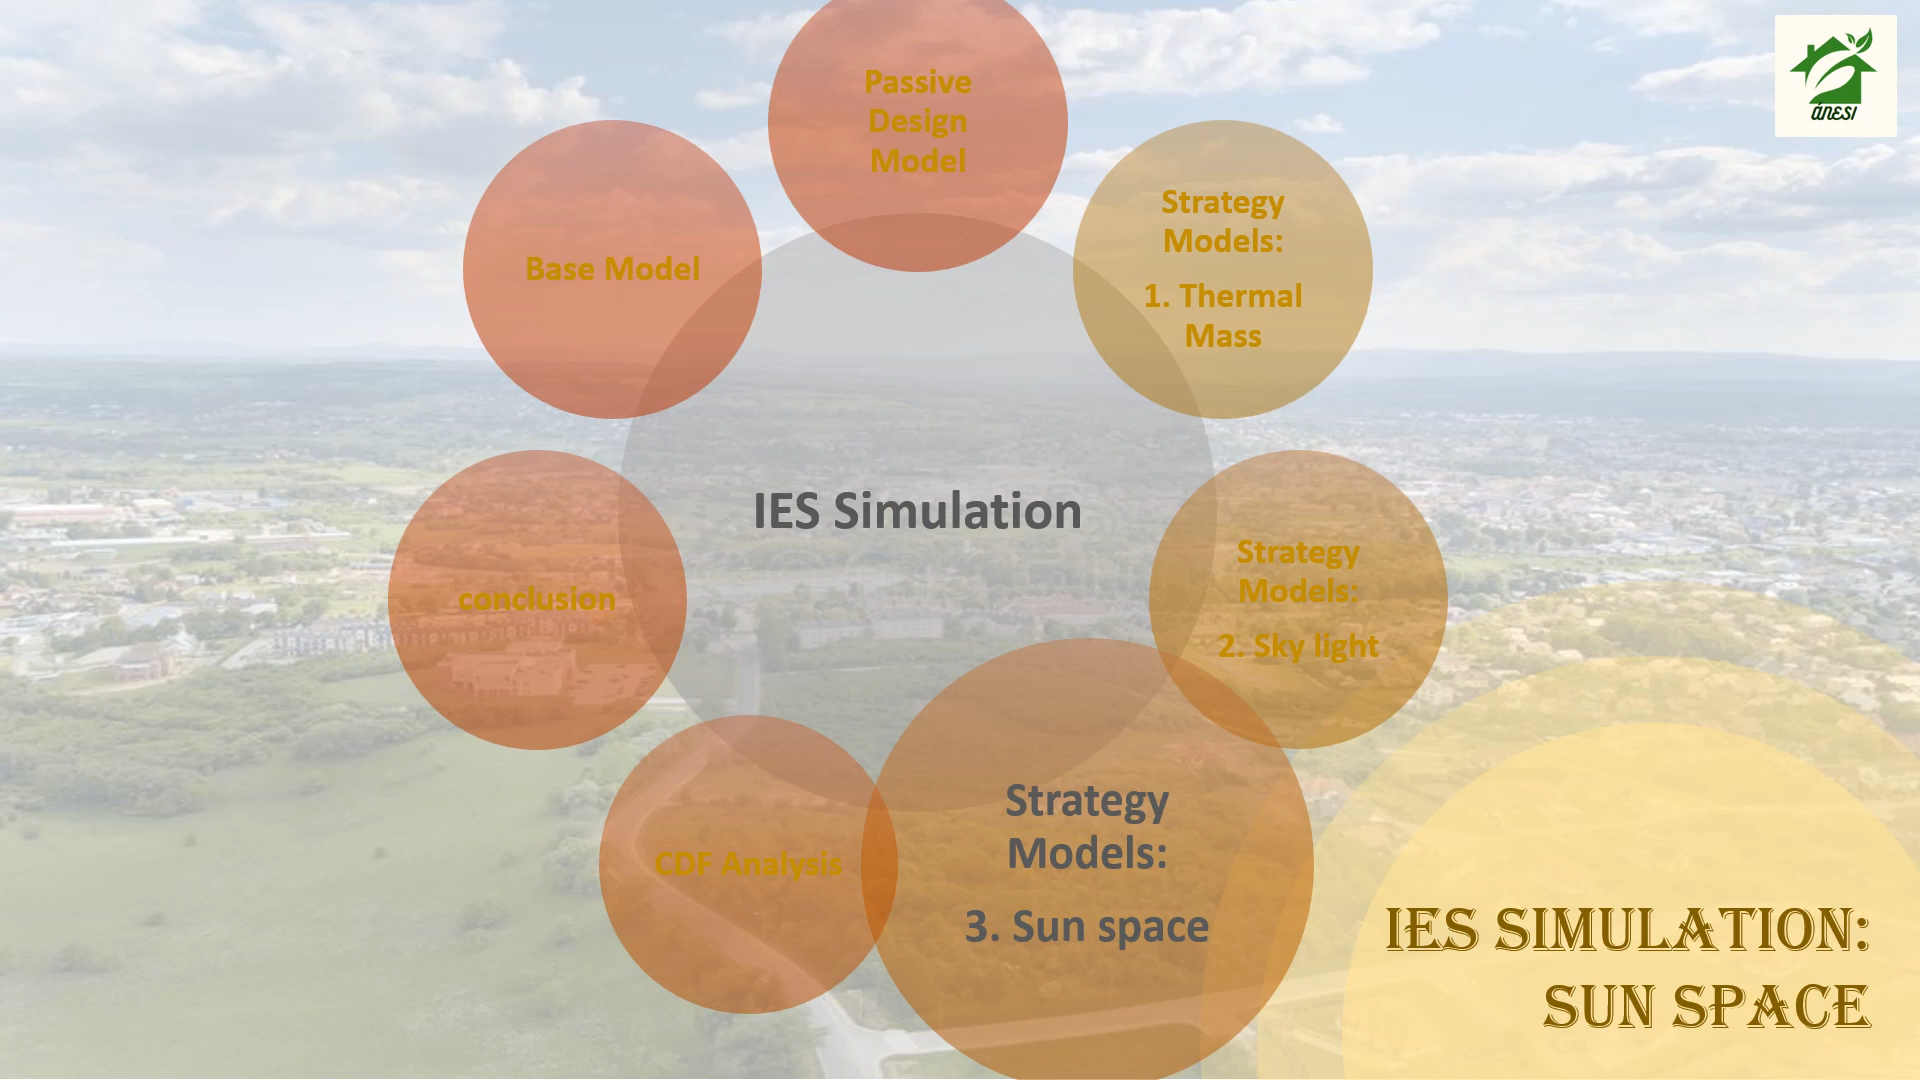 Passive
Design
Model
Strategy
Models:
1. Thermal
Mass
Base Model
IES Simulation
Strategy
Models:
2. Sky light
conclusion
CDF Analysis
Strategy
Models:
3. Sun space
IES SIMULATION:
SUN SPACE
ÁNESI